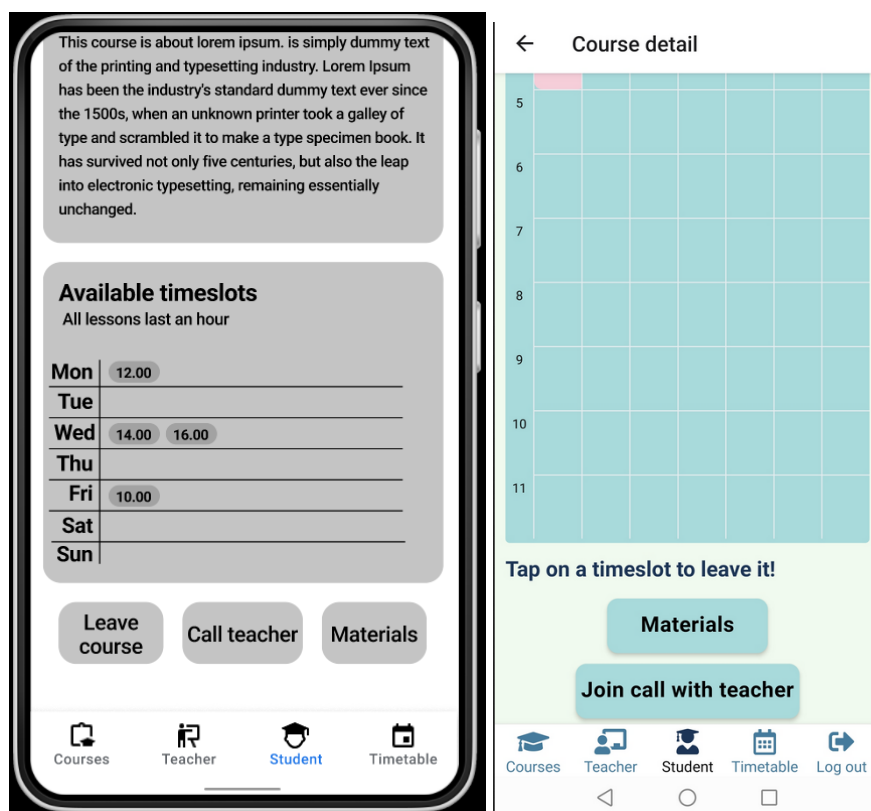 This course is about lorem ipsum. is simply dummy text
of the printing and typesetting industry. Lorem Ipsum
has been the industry's standard dummy text ever since
the 1500s, when an unknown printer took a galley of
type and scrambled it to make a type specimen book. It
has survived not only five centuries, but also the leap
into electronic typesetting, remaining essentially
unchanged.
Available timeslots
All lessons last an hour
Mon 12.00
Tue
Wed 14.00 16.00
Thu
Fri 10.00
Sat
Sun
Leave
course
Call teacher
Materials
Courses
Teacher
Student
Timetable
Course detail
5
6
7
8
9
10
11
Tap on a timeslot to leave it!
Materials
Join call with teacher
Courses
Teacher
Student
Timetable
Log out